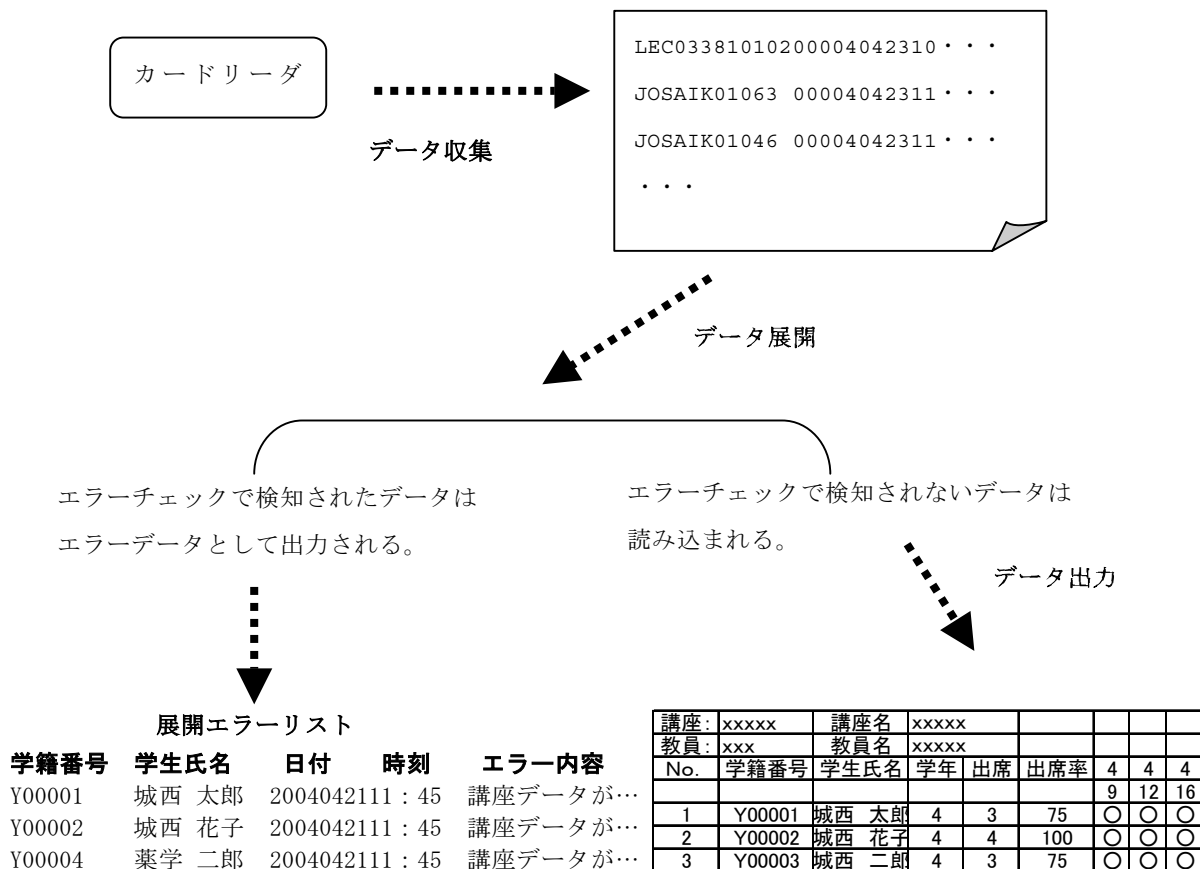 カードリーダ
データ収集
LEC03381010200004042310・・・
JOSAIK01063 00004042311・・・
JOSAIK01046 00004042311・・・
・・・
データ展開
エラーチェックで検知されたデータは
エラーデータとして出力される。
エラーチェックで検知されないデータは
読み込まれる。
データ出力
展開エラーリスト
学籍番号 学生氏名 日付 時刻 エラー内容
Y00001 城西 太郎 2004042111：45 講座データが…
Y00002 城西 花子 2004042111：45 講座データが…
Y00004 薬学 二郎 2004042111：45 講座データが…
講座: xxxxx 講座名 xxxxx
教員: xxx 教員名 xxxxx
No. 学籍番号 学生氏名 学年 出席 出席率 4 4 4
9 12 16
1 Y00001 城西 太郎 4 3 75 ○ ○ ○
2 Y00002 城西 花子 4 4 100 ○ ○ ○
3 Y00003 城西 二郎 4 3 75 ○ ○ ○